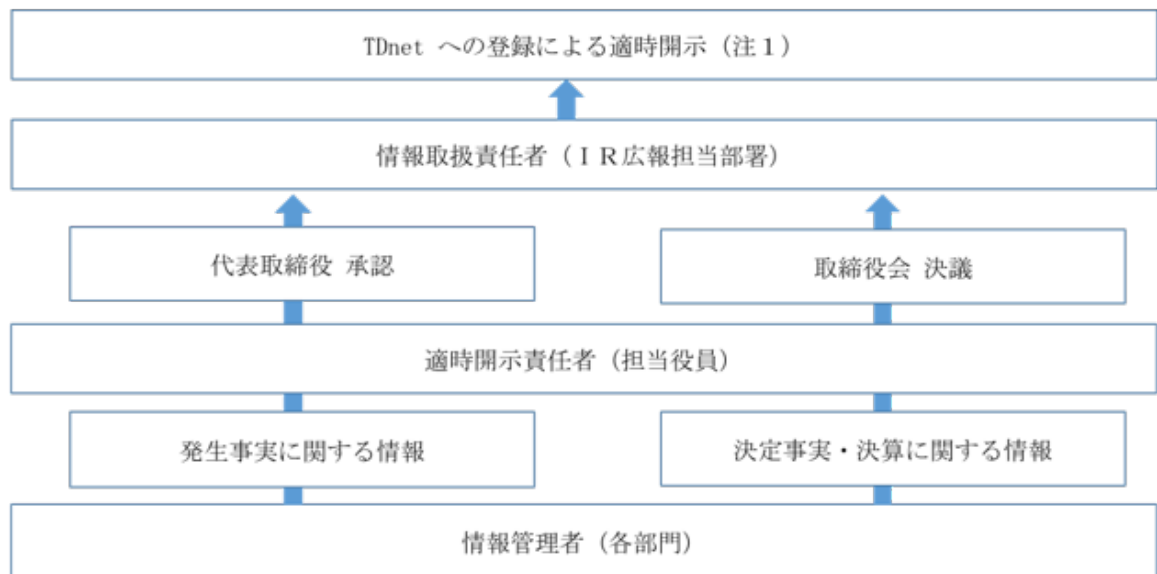 TDnet への登録による適時開示（注１）
情報取扱責任者（ＩＲ広報担当部署）
代表取締役 承認
取締役会 決議
適時開示責任者（担当役員）
発生事実に関する情報
決定事実・決算に関する情報
情報管理者（各部門）